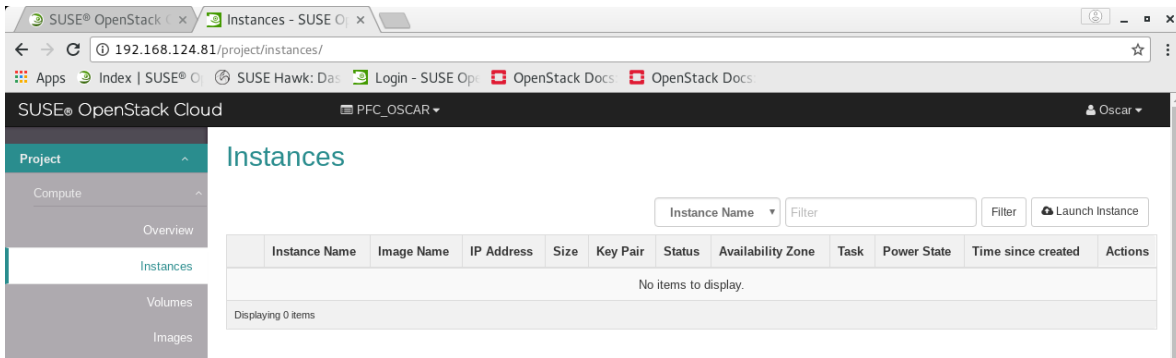 SUSE® OpenStack C
Instances - SUSE Op
192.168.124.81/project/instances/
Apps Index | SUSE® O SUSE Hawk: Das Login - SUSE Ope OpenStack Docs: OpenStack Docs:
SUSE® OpenStack Cloud PFC_OSCAR Oscar
Project
Instances
Compute
Instance Name Filter Filter Launch Instance
Overview
Instance Name Image Name IP Address Size Key Pair Status Availability Zone Task Power State Time since created Actions
Instances
No items to display.
Volumes
Displaying 0 items
Images